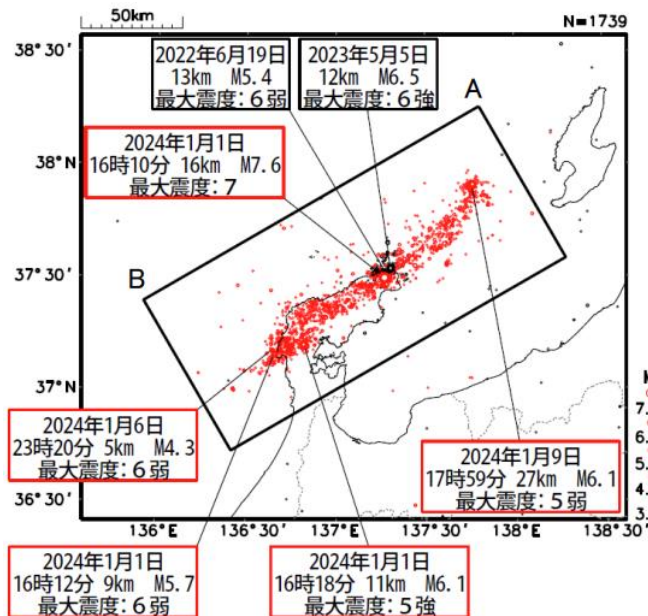 50km
N=1739
38°30'
38°N
37°30'
37°N
36°30'
136°E
136°30'
137°E
137°30'
138°E
138°30'
2022年6月19日
13km M5.4
最大震度:6弱
2023年5月5日
12km M6.5
最大震度:6強
A
2024年1月1日
16時10分 16km M7.6
最大震度:7
B
2024年1月6日
23時20分 5km M4.3
最大震度:6弱
2024年1月9日
17時59分 27km M6.1
最大震度:5弱
2024年1月1日
16時12分 9km M5.7
最大震度:6弱
2024年1月1日
16時18分 11km M6.1
最大震度:5強
7.
6.
5.
4.
3.